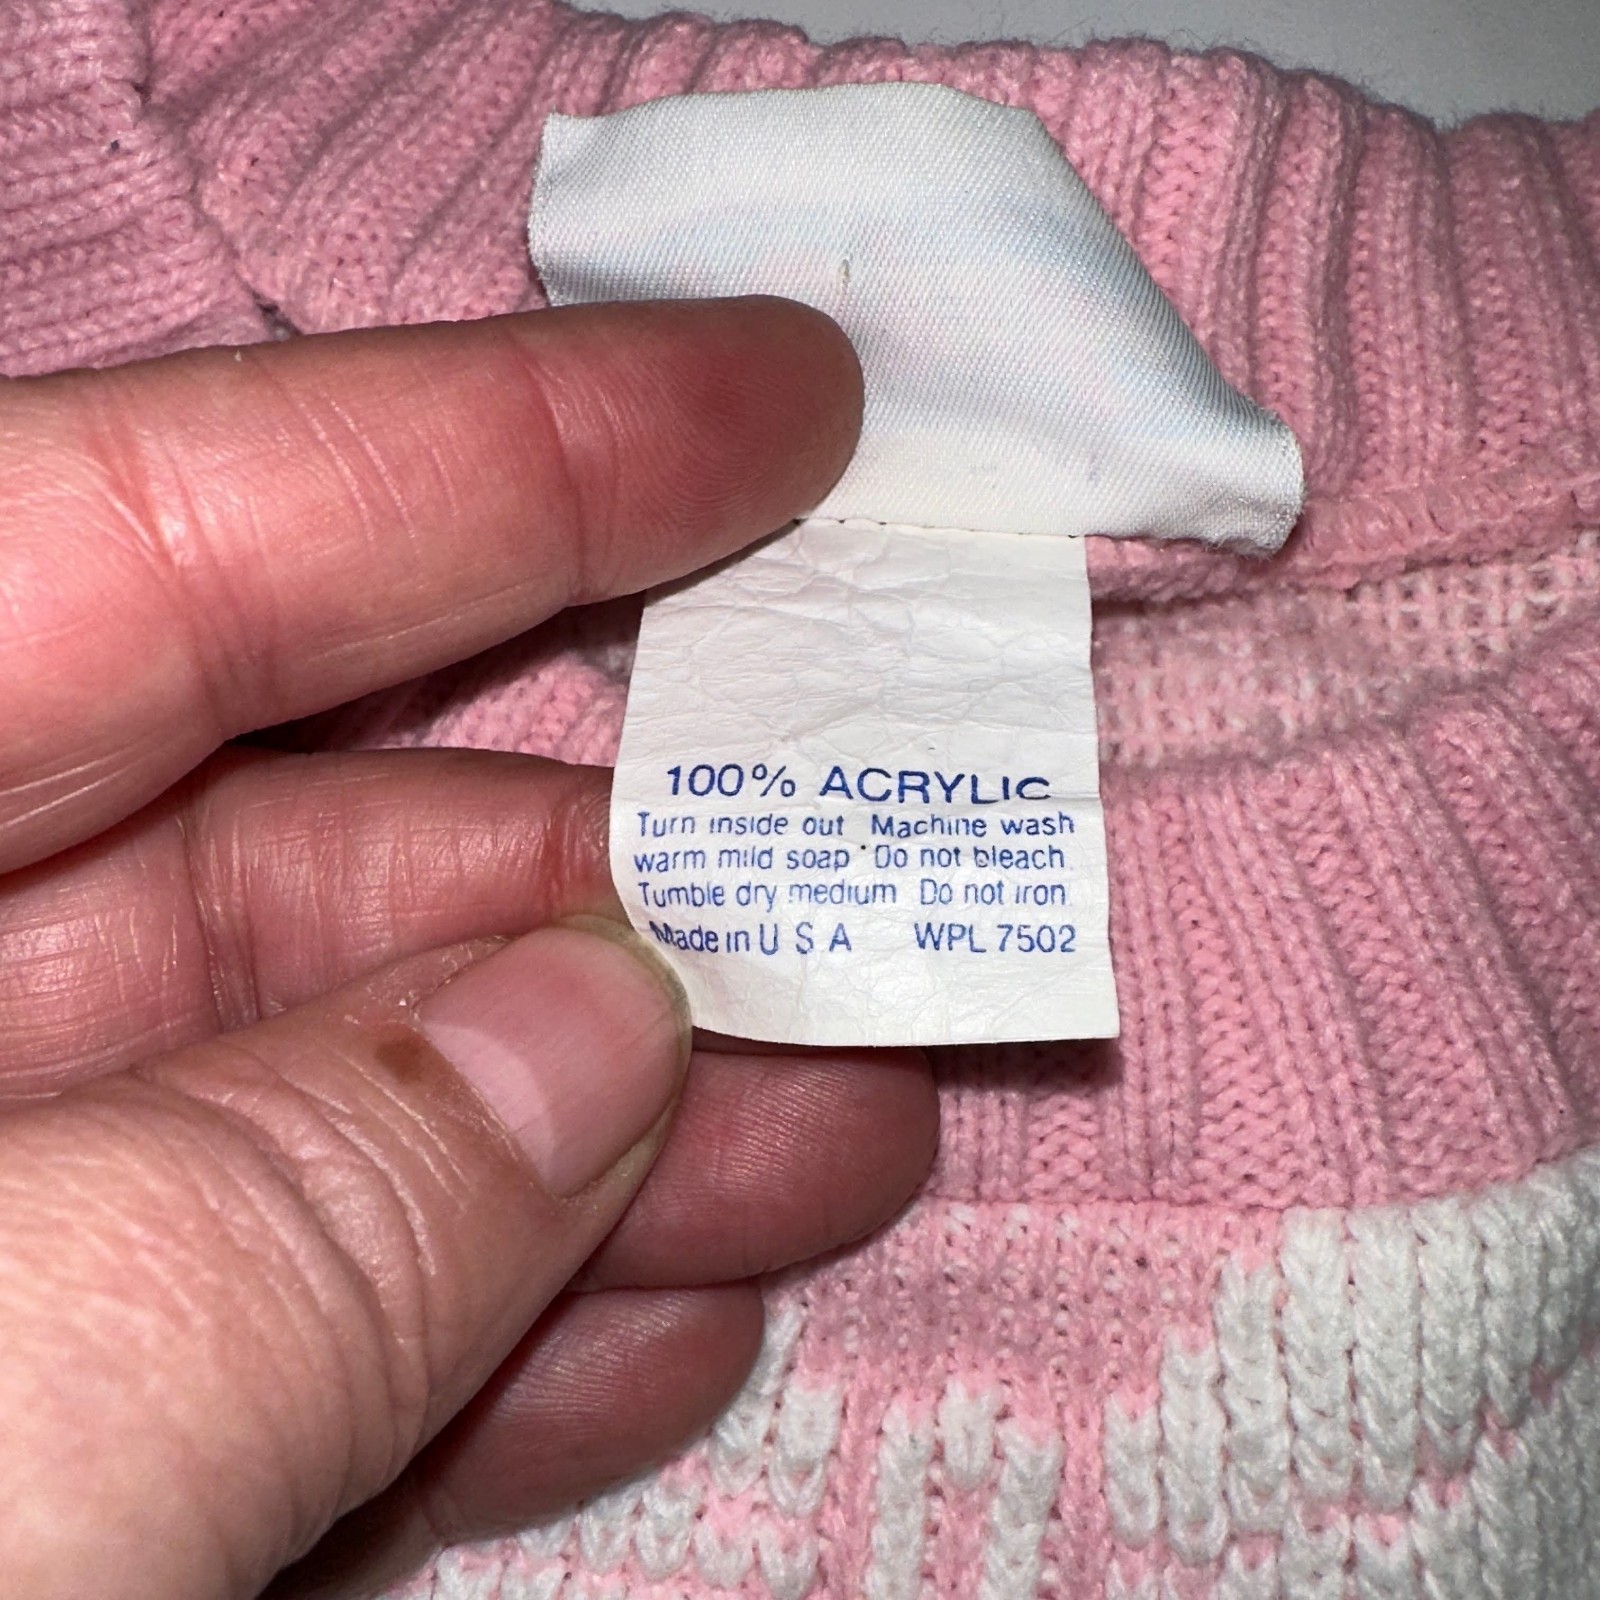 100% ACRYLIC
Turn inside out Machine wash
warm mild soap Do not bleach.
Tumble dry medium Do not iron.
Made in U S A WPL 7502